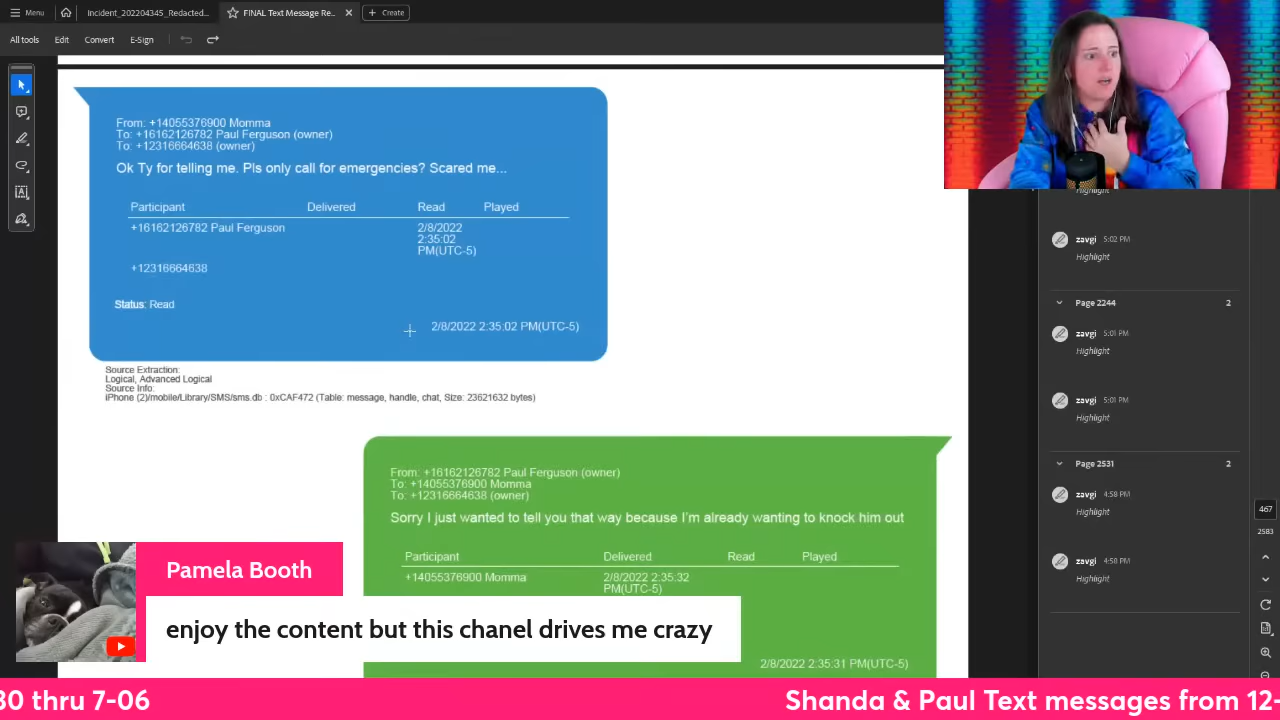 Menu
Incident_202204345_Redacted...
FINAL Text Message Re...
Create
All tools
Edit
Convert
E-Sign
From: +14055376900 Momma
To: +16162126782 Paul Ferguson (owner)
To: +12316664638 (owner)
Ok Ty for telling me. Pls only call for emergencies? Scared me...
Participant Delivered Read Played
+16162126782 Paul Ferguson 2/8/2022
2:35:02
PM(UTC-5)
+12316664638
Status: Read
2/8/2022 2:35:02 PM(UTC-5)
Source Extraction:
Logical, Advanced Logical
Source Info:
iPhone (2)/mobile/Library/SMS/sms.db : 0xCAF472 (Table: message, handle, chat, Size: 23621632 bytes)
From: +16162126782 Paul Ferguson (owner)
To: +14055376900 Momma
To: +12316664638 (owner)
Sorry I just wanted to tell you that way because I'm already wanting to knock him out
Participant Delivered Read Played
+14055376900 Momma 2/8/2022 2:35:32
PM(UTC-5)
2/8/2022 2:35:31 PM(UTC-5)
Highlight
zavgi 5:02 PM
Highlight
Page 2244 2
zavgi 5:01 PM
Highlight
zavgi 5:01 PM
Highlight
Page 2531 2
zavgi 4:58 PM
Highlight
zavgi 4:58 PM
Highlight
467
2583
Pamela Booth
enjoy the content but this chanel drives me crazy
30 thru 7-06
Shanda & Paul Text messages from 12-